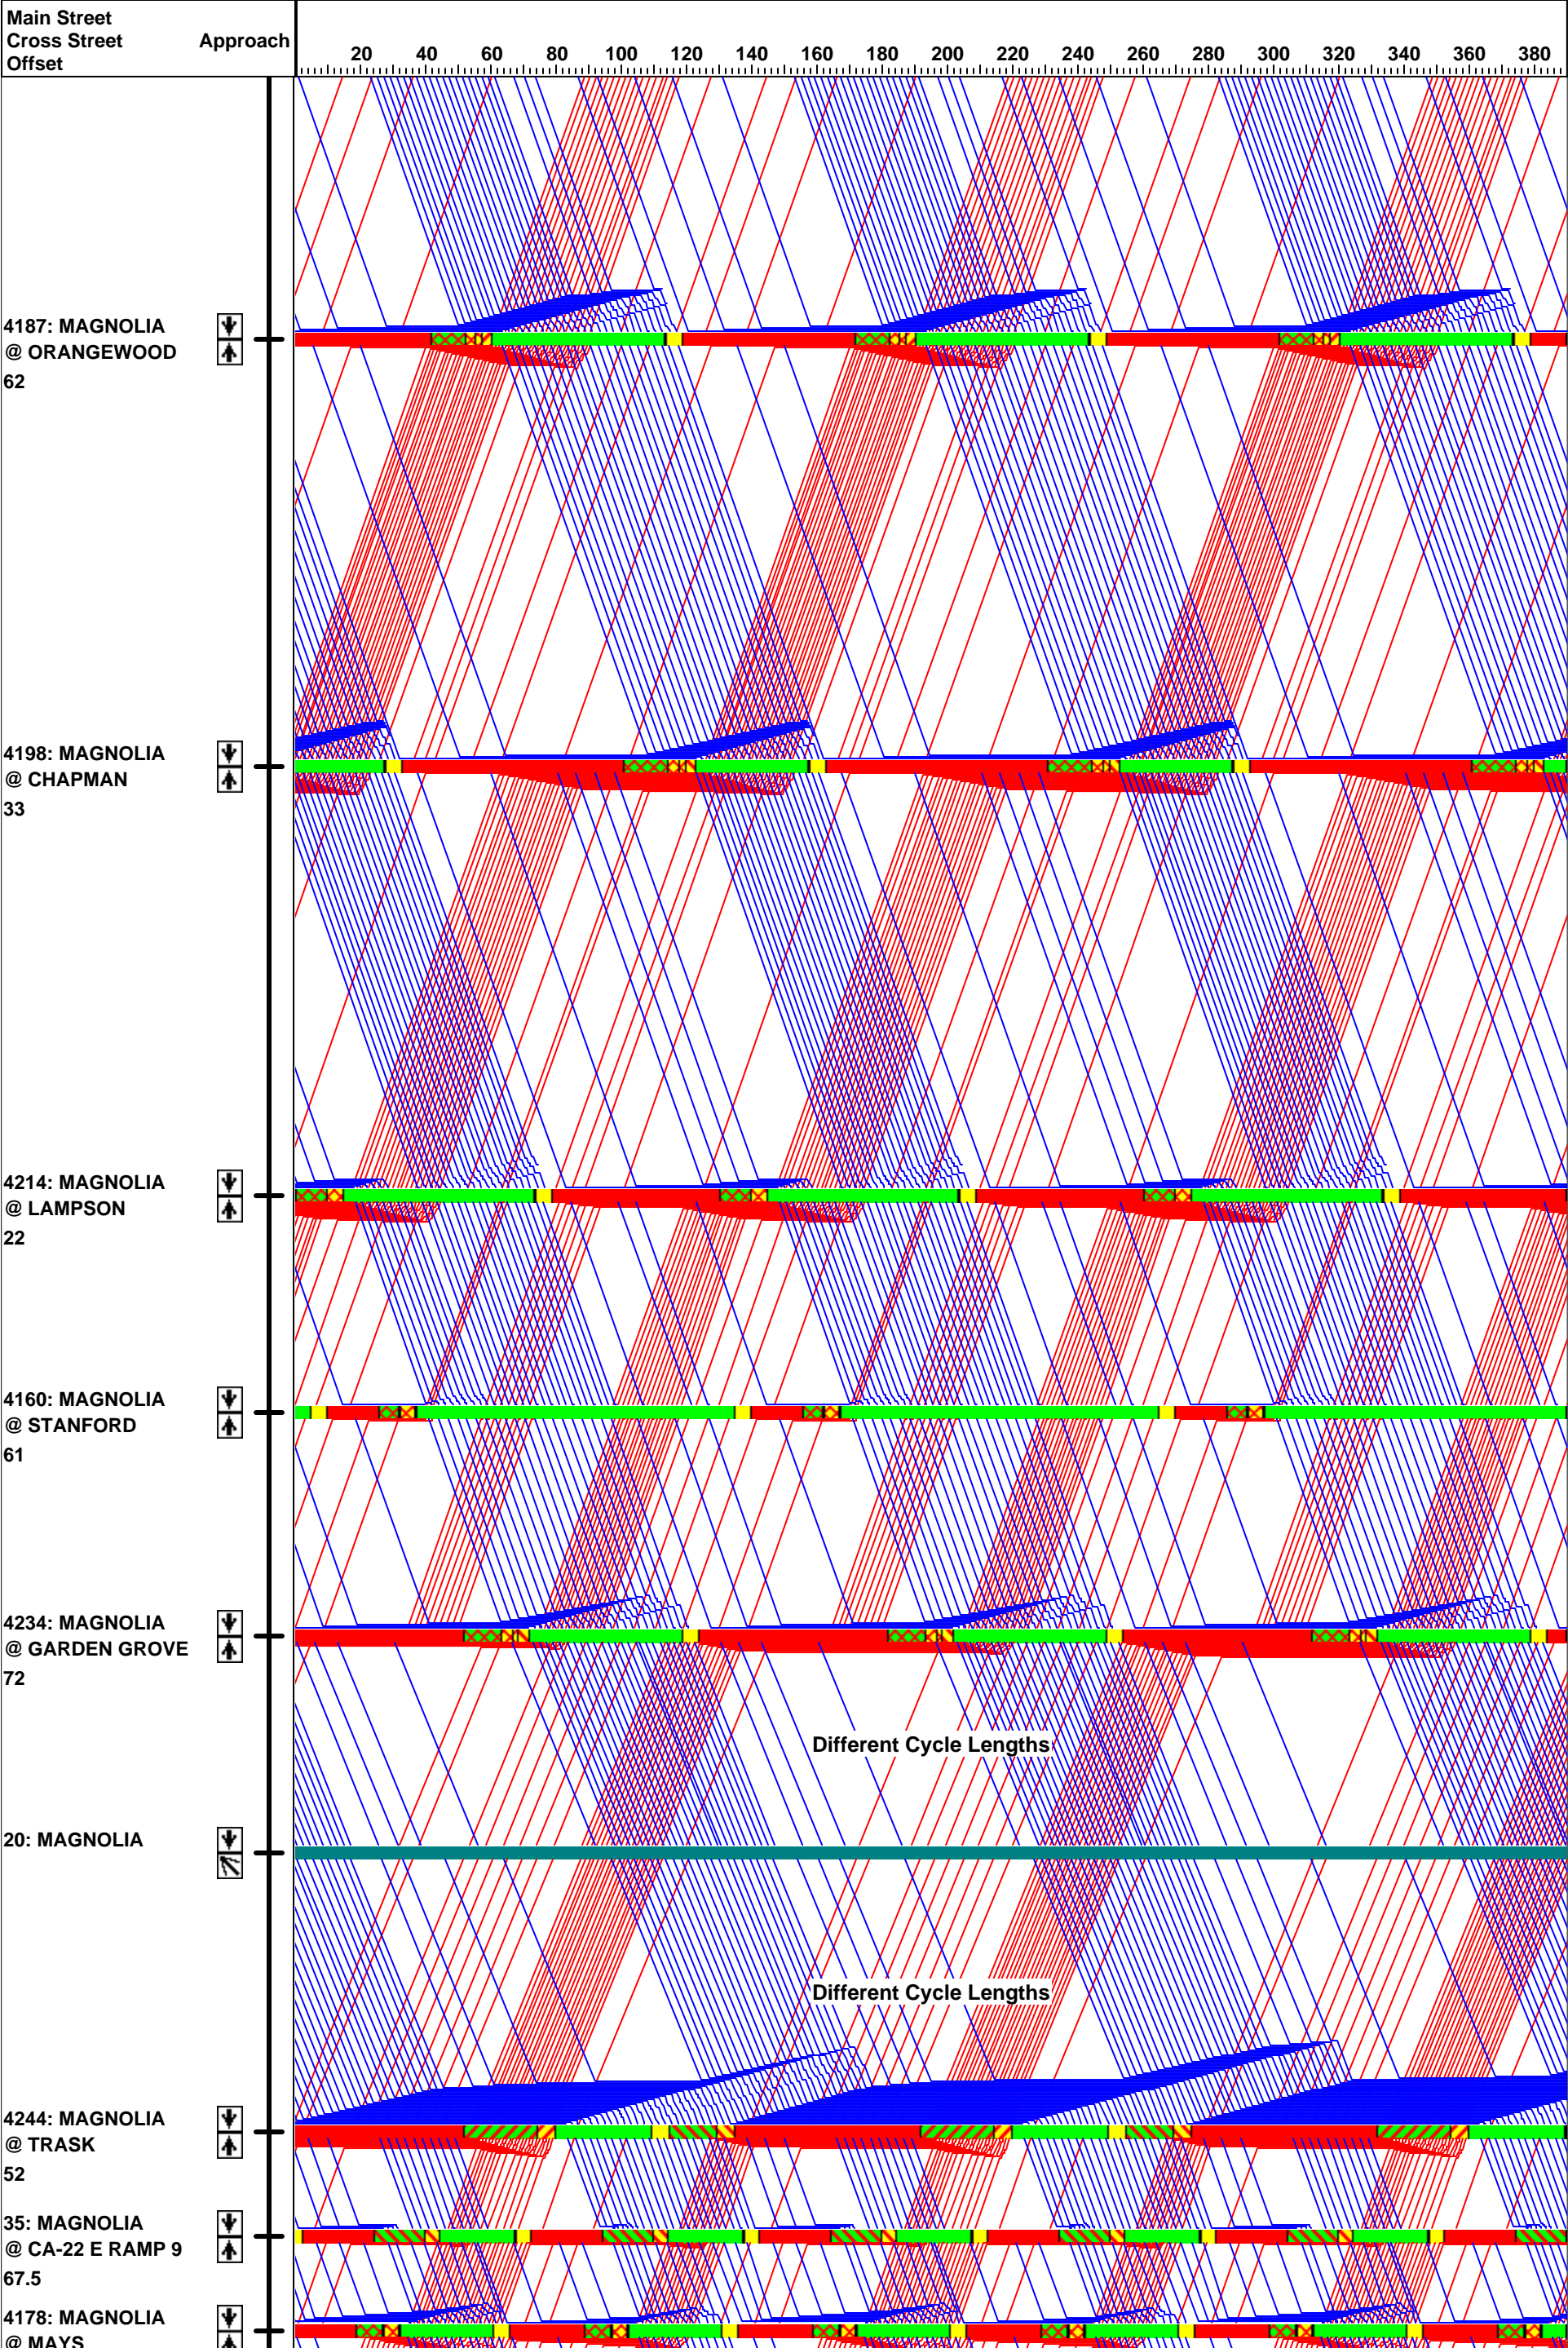 Main Street
Cross Street Approach
Offset
20 40 60 80 100 120 140 160 180 200 220 240 260 280 300 320 340 360 380
4187: MAGNOLIA
@ ORANGEWOOD
62
4198: MAGNOLIA
@ CHAPMAN
33
4214: MAGNOLIA
@ LAMPSON
22
4160: MAGNOLIA
@ STANFORD
61
4234: MAGNOLIA
@ GARDEN GROVE
72
Different Cycle Lengths
20: MAGNOLIA
Different Cycle Lengths
4244: MAGNOLIA
@ TRASK
52
35: MAGNOLIA
@ CA-22 E RAMP 9
67.5
4178: MAGNOLIA
@ MAYS